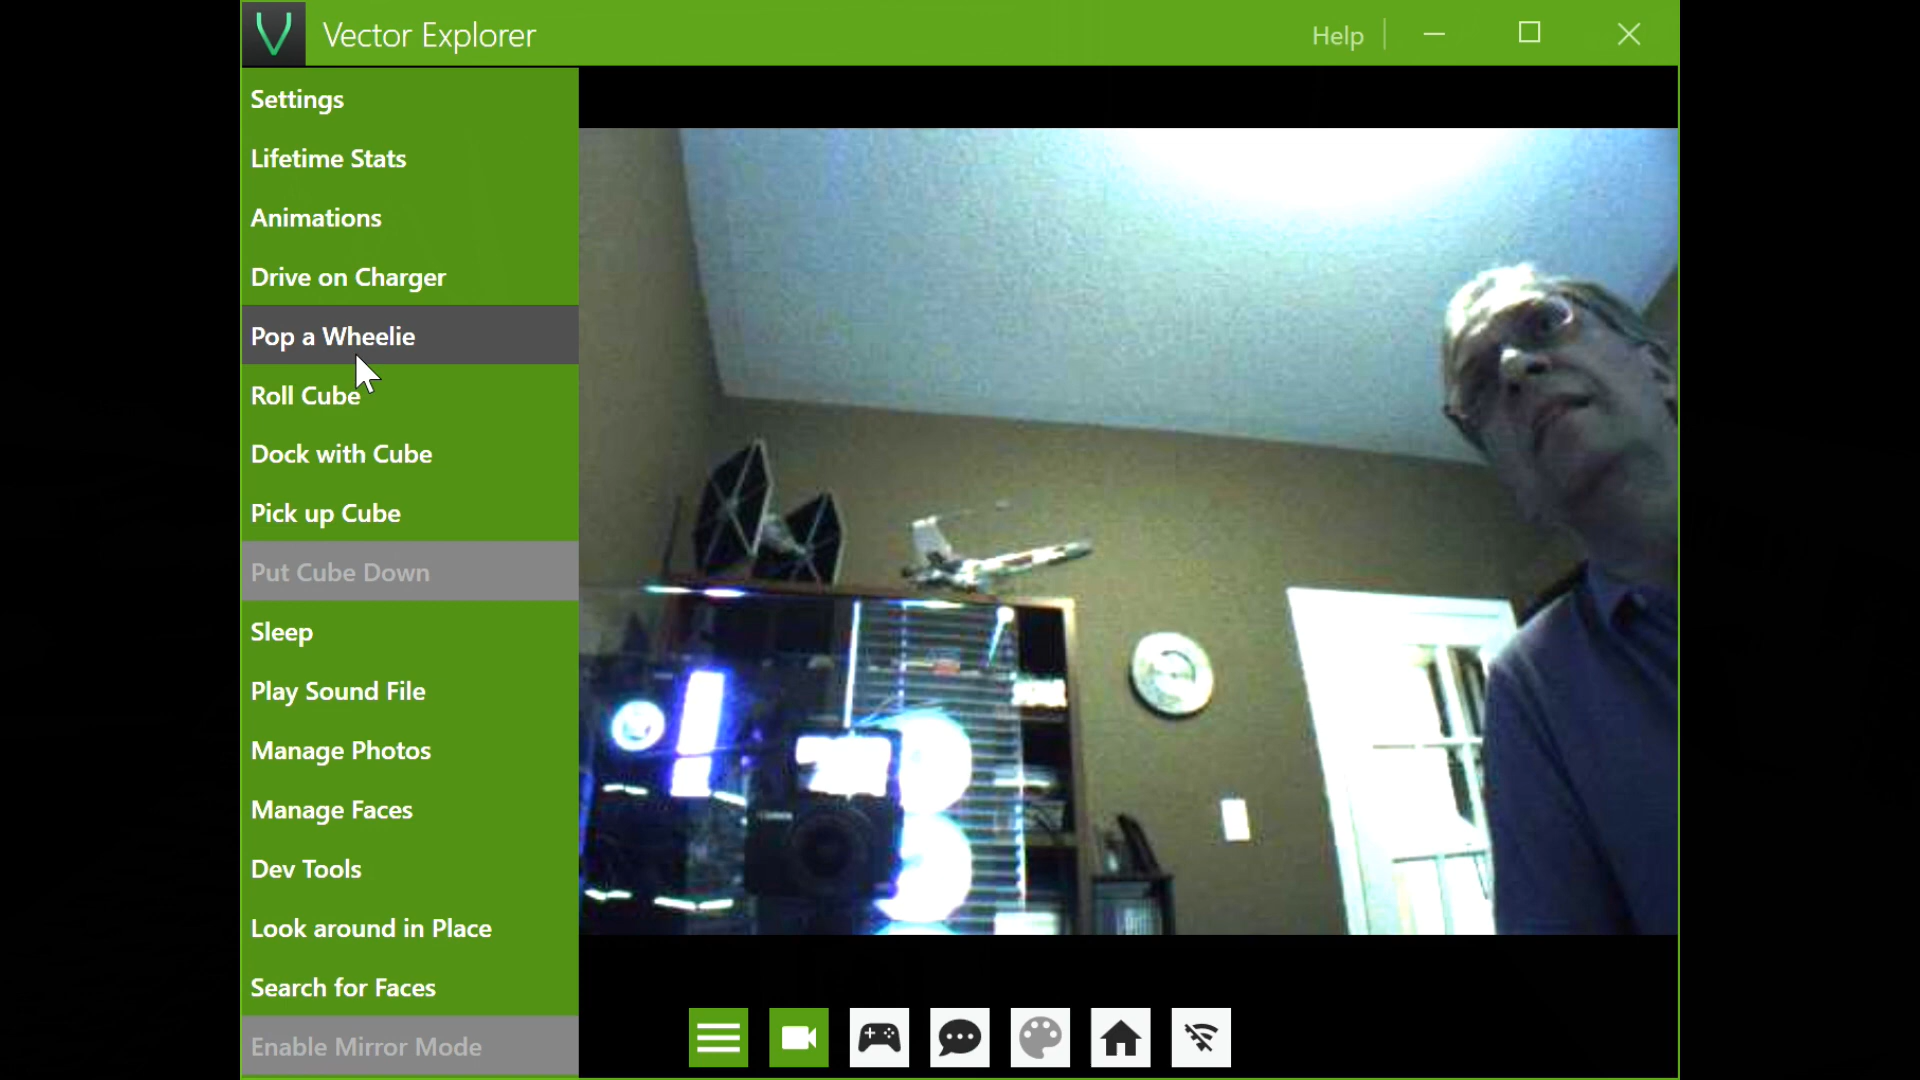 Vector Explorer
Help
Settings
Lifetime Stats
Animations
Drive on Charger
Pop a Wheelie
Roll Cube
Dock with Cube
Pick up Cube
Put Cube Down
Sleep
Play Sound File
Manage Photos
Manage Faces
Dev Tools
Look around in Place
Search for Faces
Enable Mirror Mode